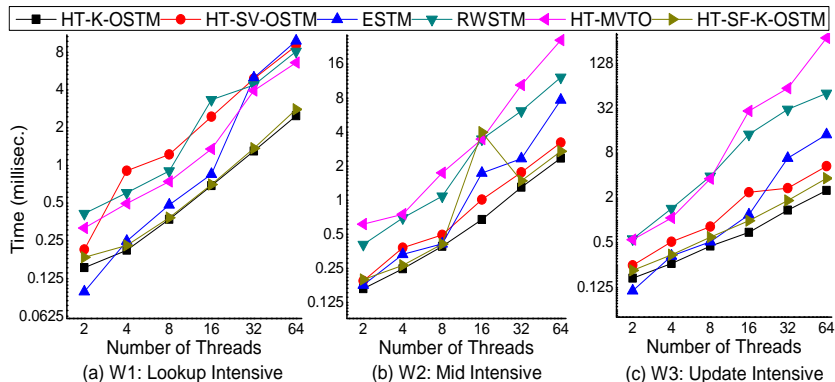 HT-K-OSTM HT-SV-OSTM ESTM RWSTM HT-MVTO HT-SF-K-OSTM
Time (millisec.)
8
4
2
1
0.5
0.25
0.125
0.0625
2 4 8 16 32 64
Number of Threads
(a) W1: Lookup Intensive
16
4
1
0.5
0.25
0.125
2 4 8 16 32 64
Number of Threads
(b) W2: Mid Intensive
128
32
8
2
0.5
0.125
2 4 8 16 32 64
Number of Threads
(c) W3: Update Intensive